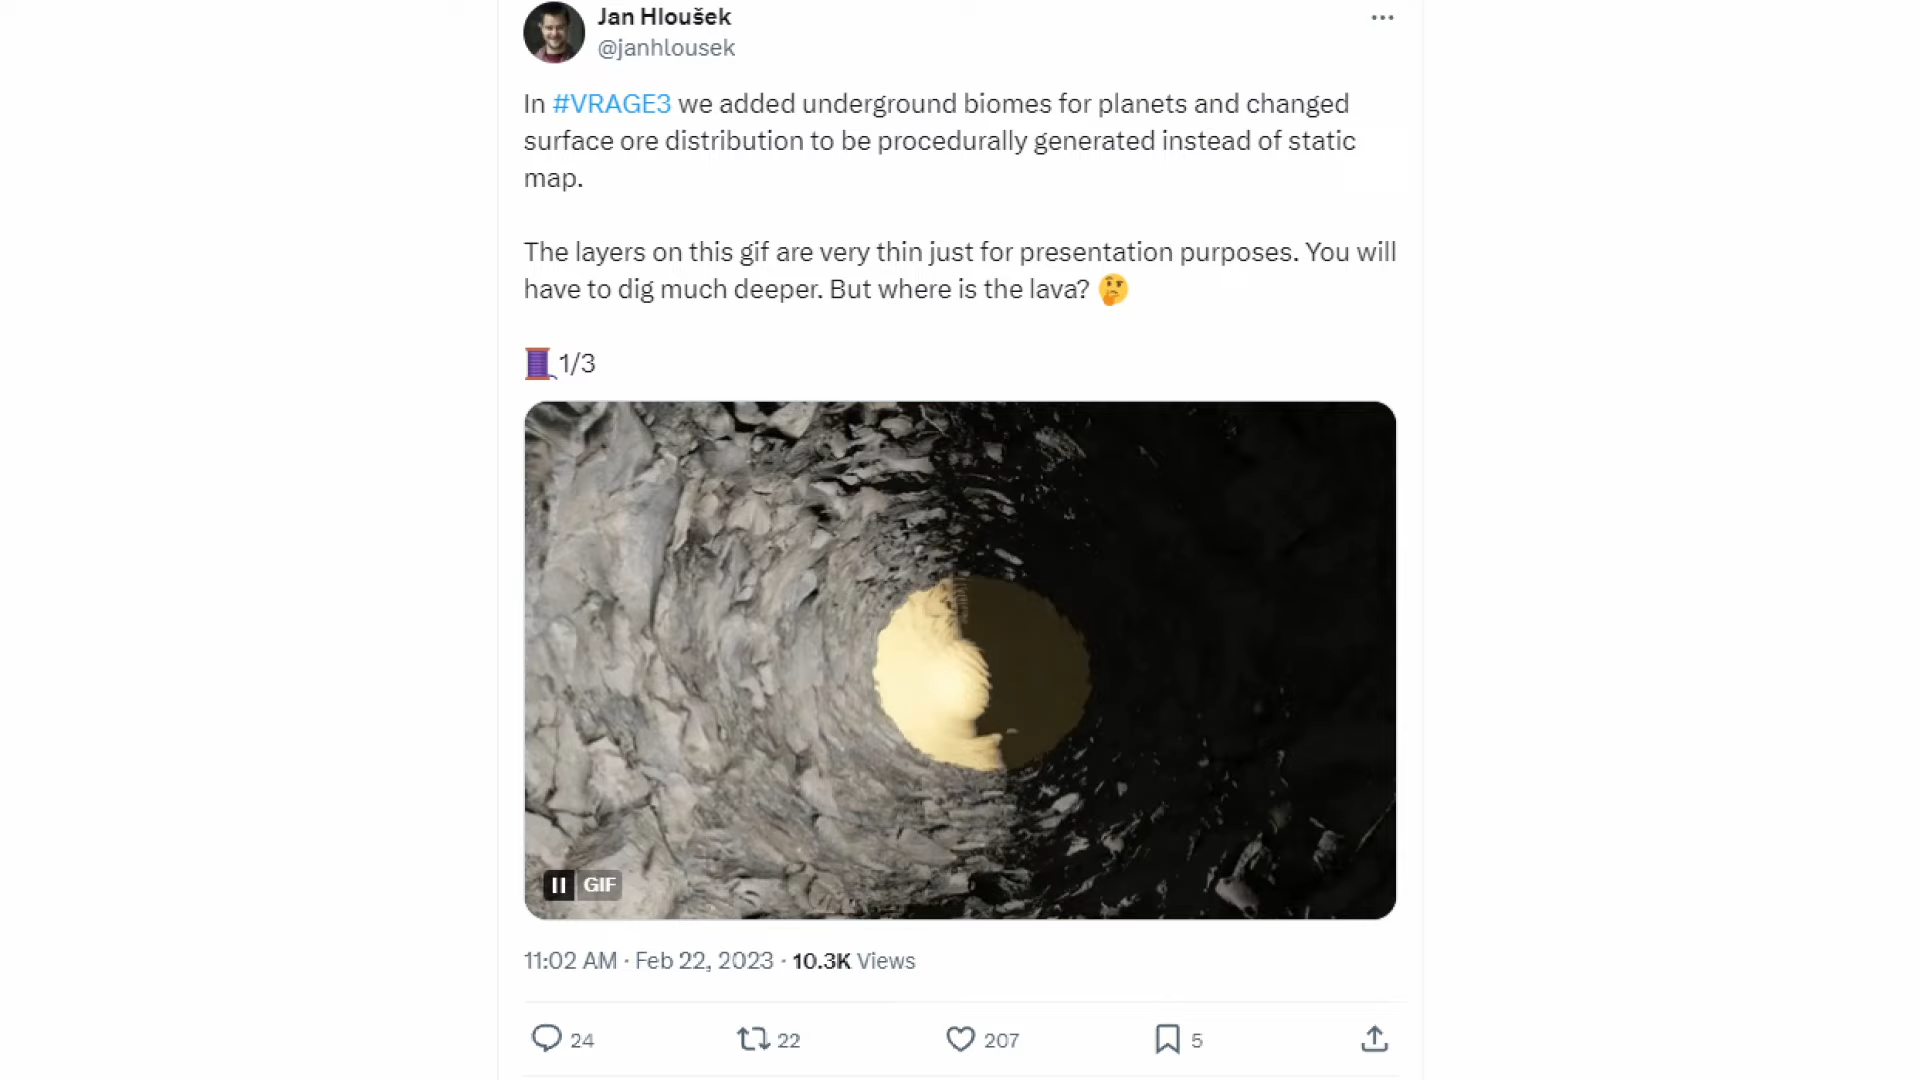 Jan Hloušek
@janhlousek
In #VRAGE3 we added underground biomes for planets and changed
surface ore distribution to be procedurally generated instead of static
map.
The layers on this gif are very thin just for presentation purposes. You will
have to dig much deeper. But where is the lava? 🤔
🧵1/3
GIF
11:02 AM · Feb 22, 2023 · 10.3K Views
24 22 207 5